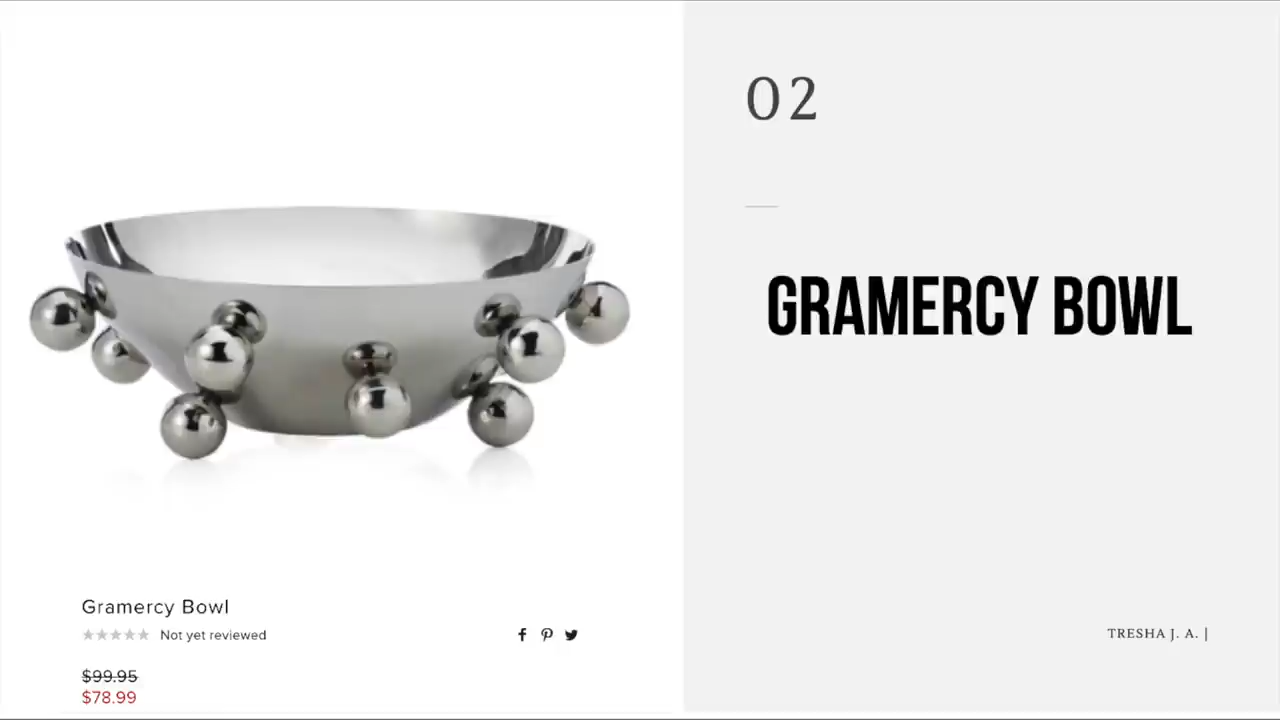 02
GRAMERCY BOWL
Gramercy Bowl
Not yet reviewed
$99.95
$78.99
TRESHA J. A. |